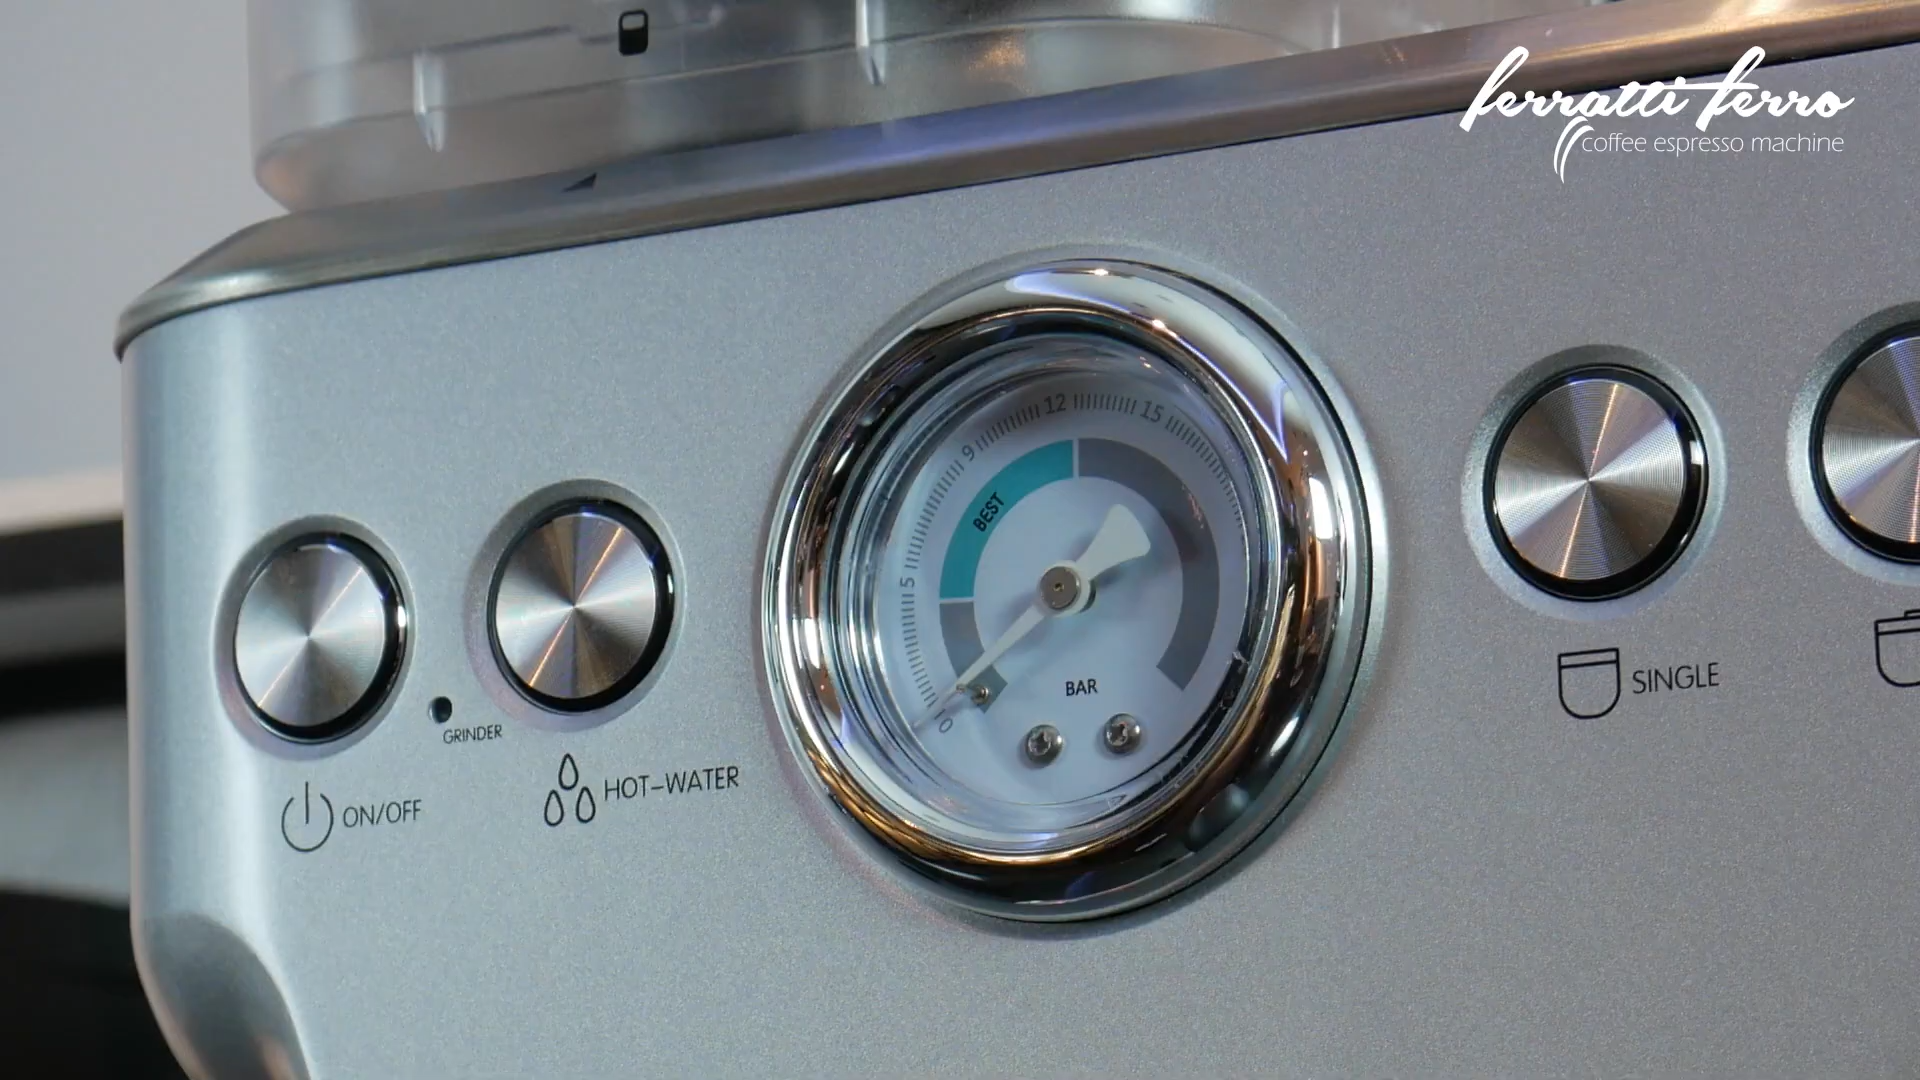 ferratti ferro
coffee espresso machine
12
15
9
BEST
5
SINGLE
BAR
0
GRINDER
HOT-WATER
ON/OFF